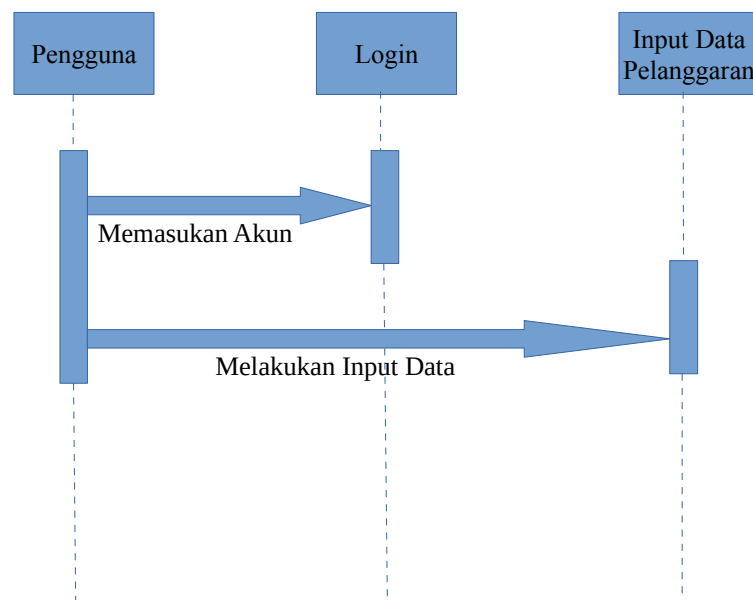 Pengguna
Login
Input Data
Pelanggaran
Memasukan Akun
Melakukan Input Data